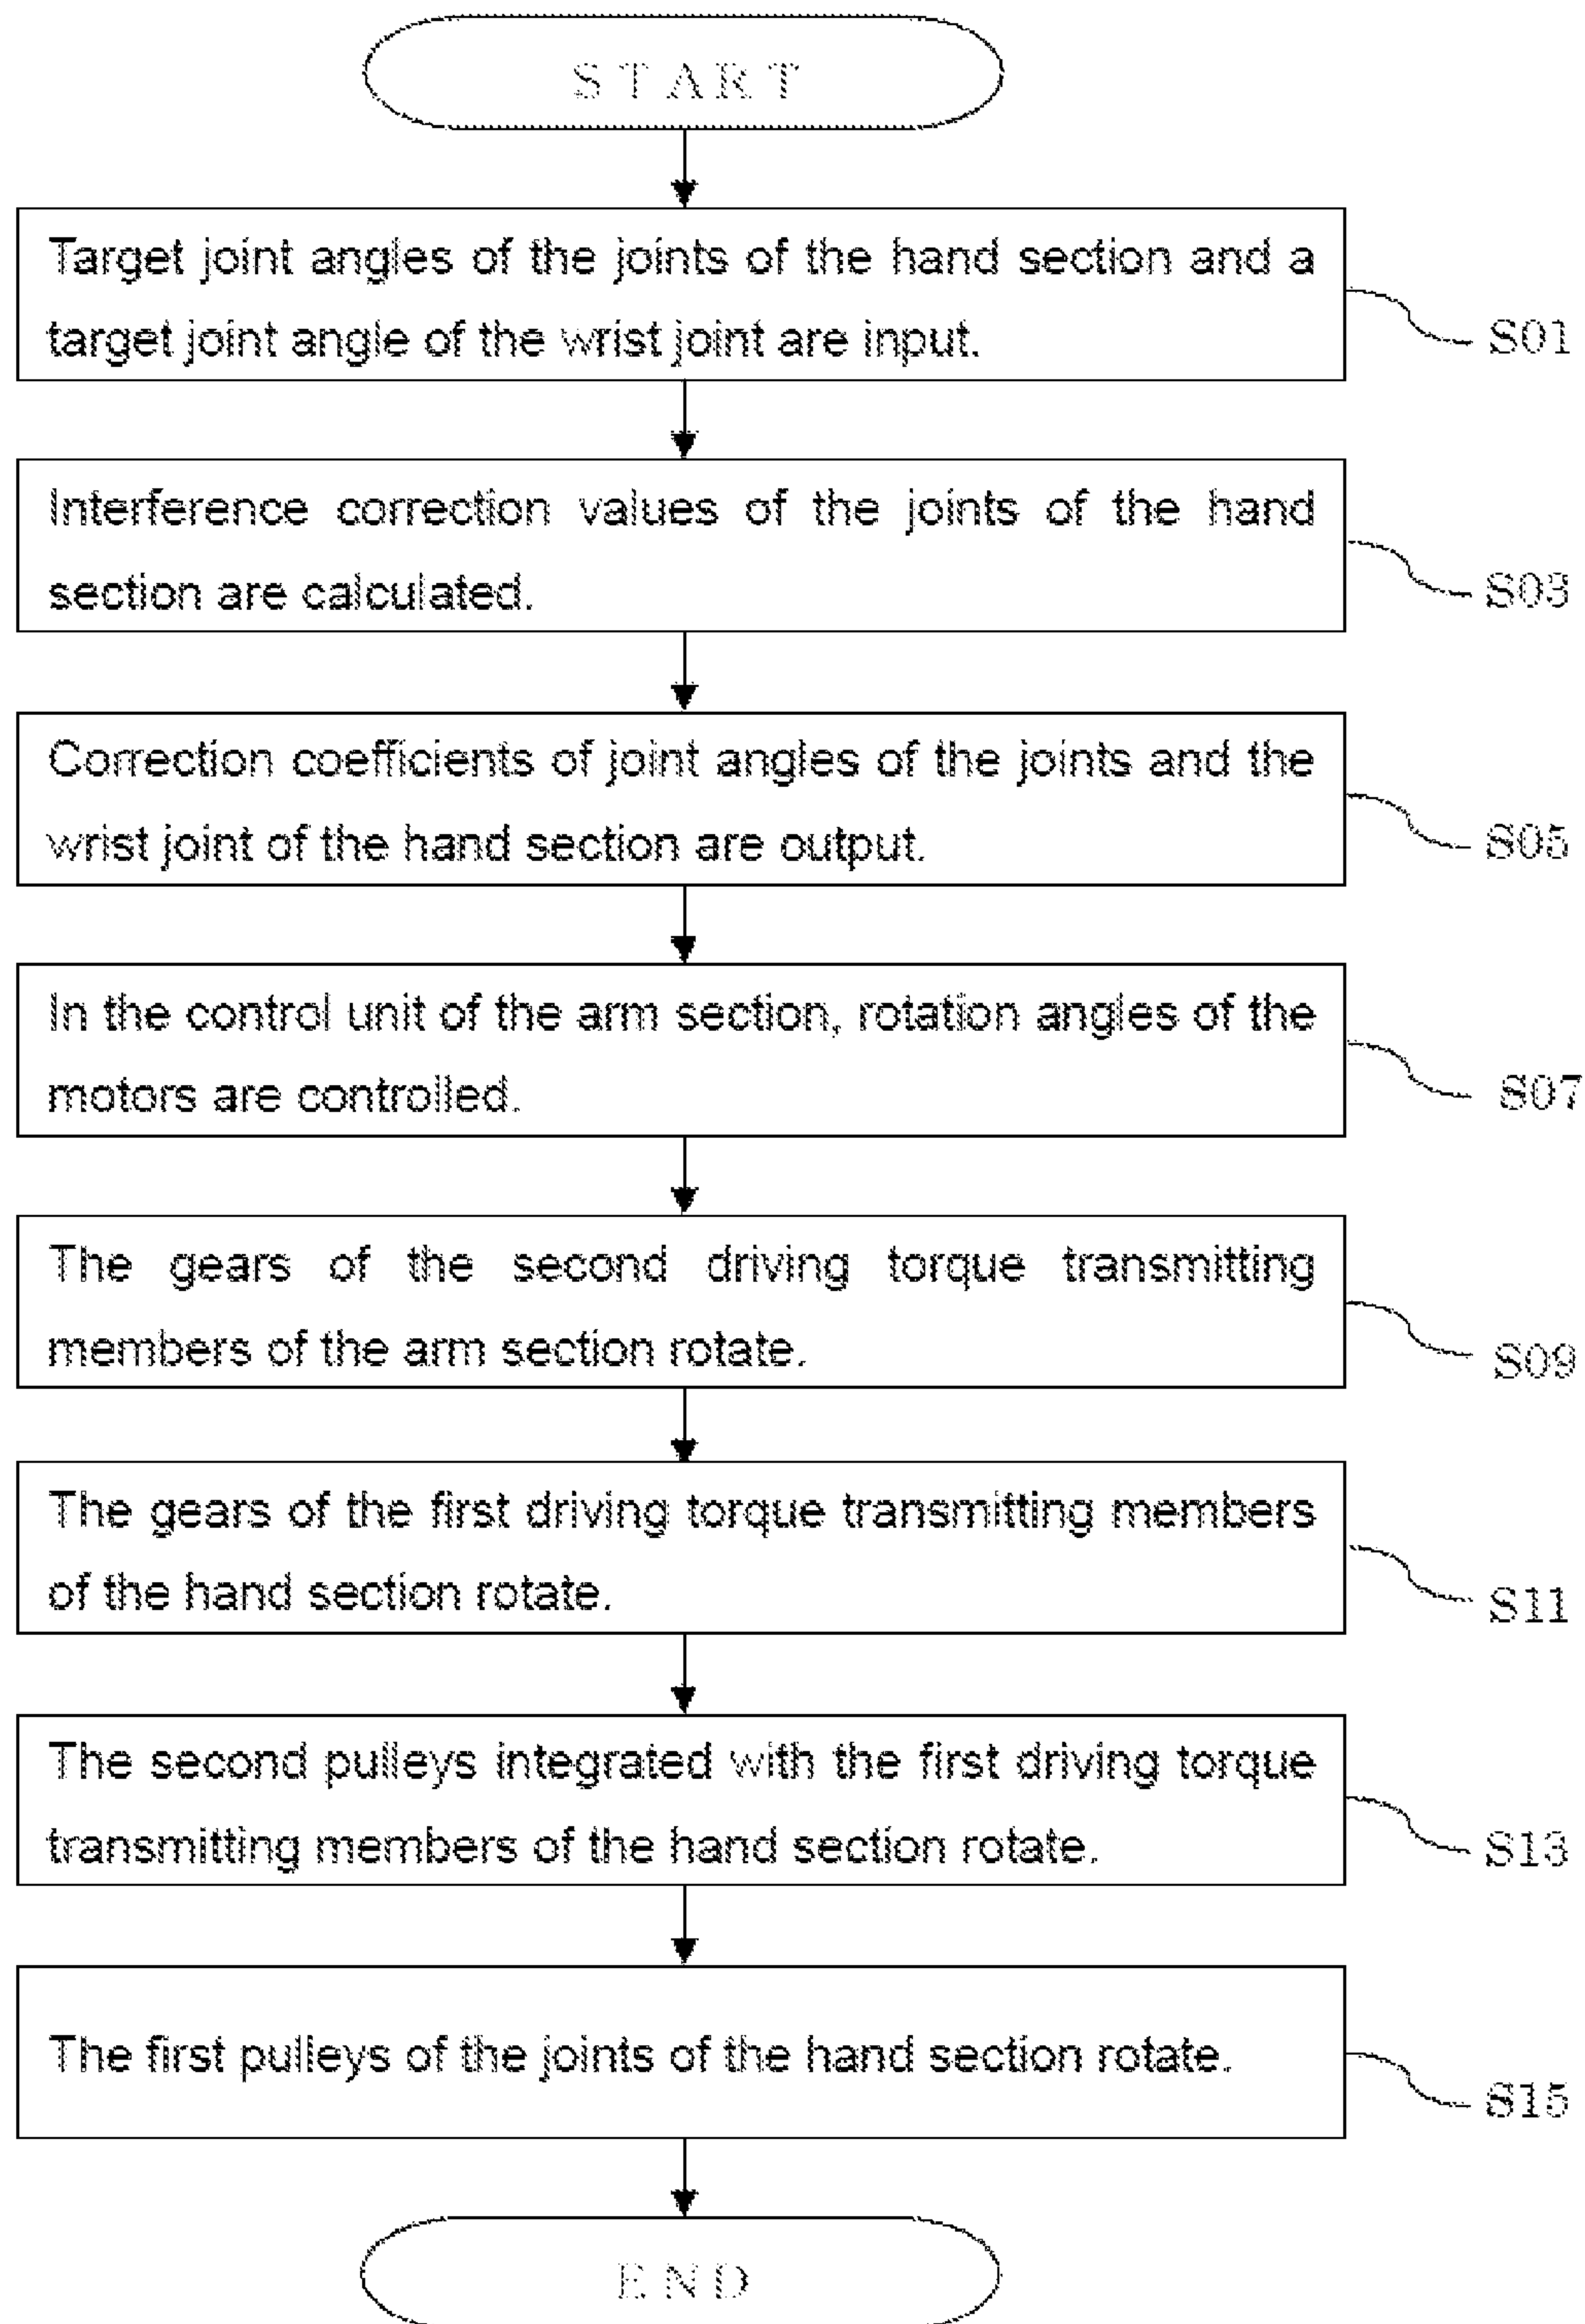 START
Target joint angles of the joints of the hand section and a
target joint angle of the wrist joint are input.
S01
Interference correction values of the joints of the hand
section are calculated.
S03
Correction coefficients of joint angles of the joints and the
wrist joint of the hand section are output.
S05
In the control unit of the arm section, rotation angles of the
motors are controlled.
S07
The gears of the second driving torque transmitting
members of the arm section rotate.
S09
The gears of the first driving torque transmitting members
of the hand section rotate.
S11
The second pulleys integrated with the first driving torque
transmitting members of the hand section rotate.
S13
The first pulleys of the joints of the hand section rotate.
S15
END